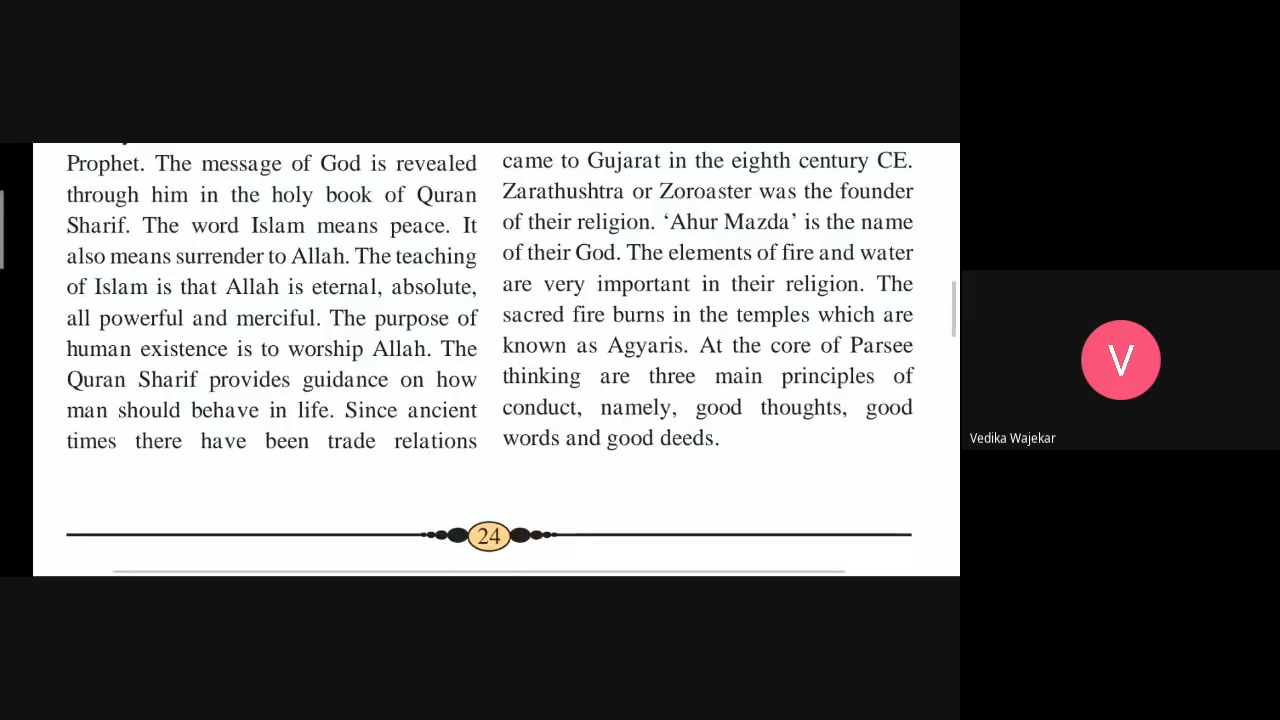 Prophet. The message of God is revealed
through him in the holy book of Quran
Sharif. The word Islam means peace. It
also means surrender to Allah. The teaching
of Islam is that Allah is eternal, absolute,
all powerful and merciful. The purpose of
human existence is to worship Allah. The
Quran Sharif provides guidance on how
man should behave in life. Since ancient
times there have been trade relations
came to Gujarat in the eighth century CE.
Zarathushtra or Zoroaster was the founder
of their religion. ‘Ahur Mazda’ is the name
of their God. The elements of fire and water
are very important in their religion. The
sacred fire burns in the temples which are
known as Agyaris. At the core of Parsee
thinking are three main principles of
conduct, namely, good thoughts, good
words and good deeds.
24
V
Vedika Wajekar